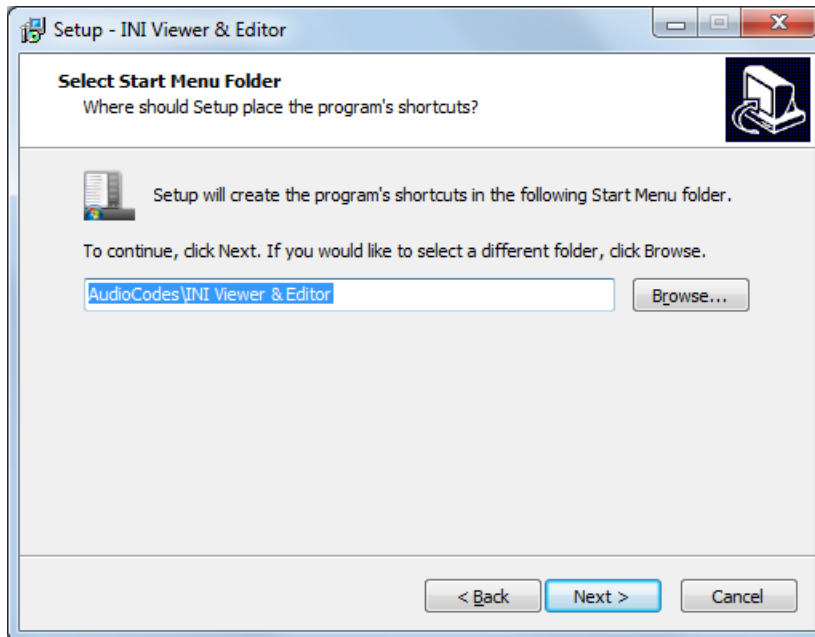 Setup - INI Viewer & Editor
Select Start Menu Folder
Where should Setup place the program's shortcuts?
Setup will create the program's shortcuts in the following Start Menu folder.
To continue, click Next. If you would like to select a different folder, click Browse.
AudioCodes\INI Viewer & Editor
Browse...
< Back
Next >
Cancel